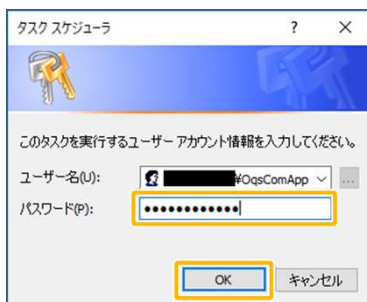 タスク スケジューラ
このタスクを実行するユーザー アカウント情報を入力してください。
ユーザー名(U): ¥OqsComApp
パスワード(P): ●●●●●●●●●●●●
OK キャンセル